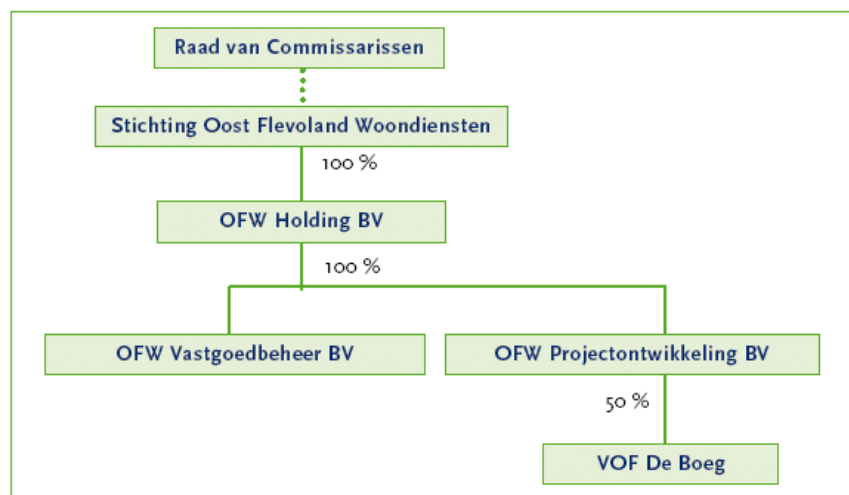 Raad van Commissarissen
Stichting Oost Flevoland Woondiensten
100 %
OFW Holding BV
100 %
OFW Vastgoedbeheer BV
OFW Projectontwikkeling BV
50 %
VOF De Boeg